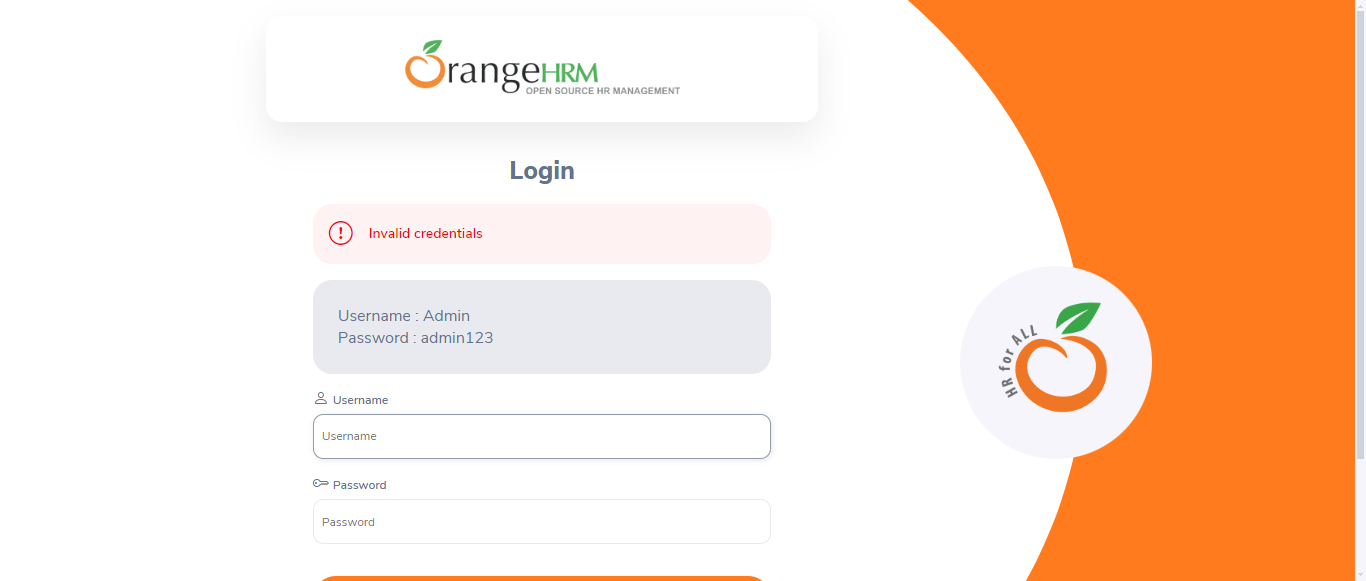 OrangeHRM
OPEN SOURCE HR MANAGEMENT
Login
Invalid credentials
Username : Admin
Password : admin123
Username
Username
Password
Password
HR for ALL